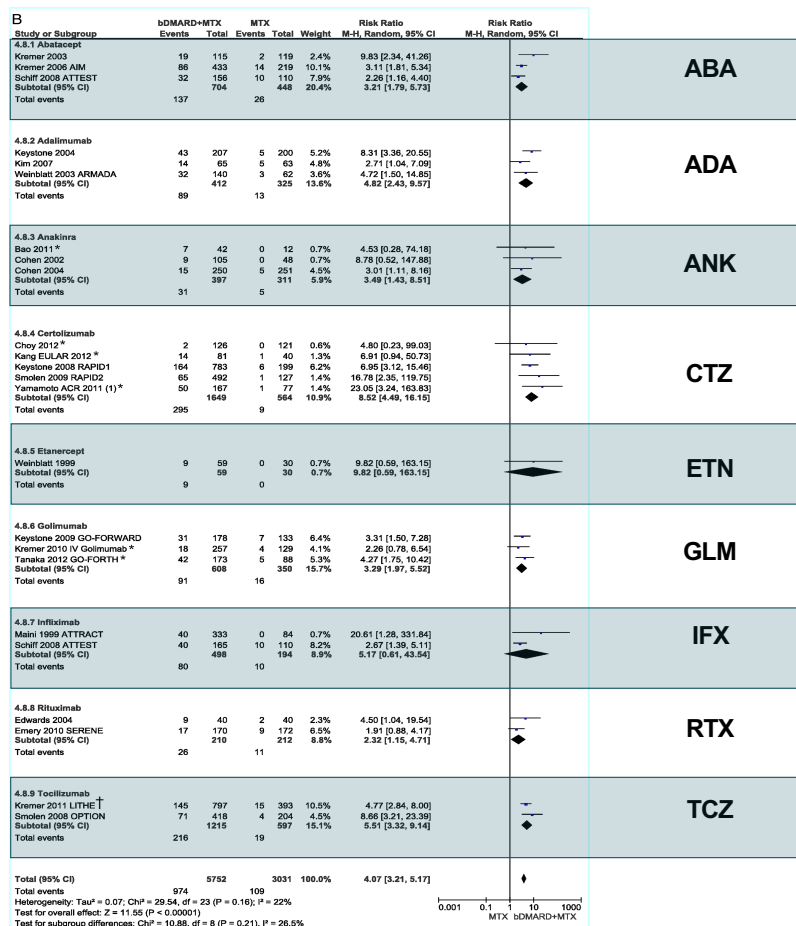 B
bDMARD+MTX MTX Risk Ratio Risk Ratio
Study or Subgroup Events Total Events Total Weight M-H, Random, 95% CI M-H, Random, 95% CI
4.8.1 Abatacept
Kremer 2003 19 115 2 119 2.4% 9.83 [2.34, 41.26]
Kremer 2006 AIM 86 433 14 219 10.1% 3.11 [1.81, 5.34]
Schiff 2008 ATTEST 32 156 10 110 7.9% 2.26 [1.16, 4.40]
Subtotal (95% CI) 704 448 20.4% 3.21 [1.79, 5.73]
Total events 137 26
ABA
4.8.2 Adalimumab
Keystone 2004 43 207 5 200 5.2% 8.31 [3.36, 20.55]
Kim 2007 14 65 5 63 4.8% 2.71 [1.04, 7.09]
Weinblatt 2003 ARMADA 32 140 3 62 3.6% 4.72 [1.50, 14.85]
Subtotal (95% CI) 412 325 13.6% 4.82 [2.43, 9.57]
Total events 89 13
ADA
4.8.3 Anakinra
Bao 2011 * 7 42 0 12 0.7% 4.53 [0.28, 74.18]
Cohen 2002 9 105 0 48 0.7% 8.78 [0.52, 147.88]
Cohen 2004 15 250 5 251 4.5% 3.01 [1.11, 8.16]
Subtotal (95% CI) 397 311 5.9% 3.49 [1.43, 8.51]
Total events 31 5
ANK
4.8.4 Certolizumab
Choy 2012 * 2 126 0 121 0.6% 4.80 [0.23, 99.03]
Kang EULAR 2012 * 14 81 1 40 1.3% 6.91 [0.94, 50.73]
Keystone 2008 RAPID1 164 783 6 199 6.2% 6.95 [3.12, 15.46]
Smolen 2009 RAPID2 65 492 1 127 1.4% 16.78 [2.35, 119.75]
Yamamoto ACR 2011 (1) * 50 167 1 77 1.4% 23.05 [3.24, 163.83]
Subtotal (95% CI) 1649 564 10.9% 8.52 [4.49, 16.15]
Total events 295 9
CTZ
4.8.5 Etanercept
Weinblatt 1999 9 59 0 30 0.7% 9.82 [0.59, 163.15]
Subtotal (95% CI) 59 30 0.7% 9.82 [0.59, 163.15]
Total events 9 0
ETN
4.8.6 Golimumab
Keystone 2009 GO-FORWARD 31 178 7 133 6.4% 3.31 [1.50, 7.28]
Kremer 2010 IV Golimumab * 18 257 4 129 4.1% 2.26 [0.78, 6.54]
Tanaka 2012 GO-FORTH * 42 173 5 88 5.3% 4.27 [1.75, 10.42]
Subtotal (95% CI) 608 350 15.7% 3.29 [1.97, 5.52]
Total events 91 16
GLM
4.8.7 Infliximab
Maini 1999 ATTRACT 40 333 0 84 0.7% 20.61 [1.28, 331.84]
Schiff 2008 ATTEST 40 165 10 110 8.2% 2.67 [1.39, 5.11]
Subtotal (95% CI) 498 194 8.9% 5.17 [0.61, 43.54]
Total events 80 10
IFX
4.8.8 Rituximab
Edwards 2004 9 40 2 40 2.3% 4.50 [1.04, 19.54]
Emery 2010 SERENE 17 170 9 172 6.5% 1.91 [0.88, 4.17]
Subtotal (95% CI) 210 212 8.8% 2.32 [1.15, 4.71]
Total events 26 11
RTX
4.8.9 Tocilizumab
Kremer 2011 LITHE † 145 797 15 393 10.5% 4.77 [2.84, 8.00]
Smolen 2008 OPTION 71 418 4 204 4.6% 8.66 [3.21, 23.39]
Subtotal (95% CI) 1215 597 15.1% 5.51 [3.32, 9.14]
Total events 216 19
TCZ
Total (95% CI) 5752 3031 100.0% 4.07 [3.21, 5.17]
Total events 974 109
Heterogeneity: Tau² = 0.07; Chi² = 29.54, df = 23 (P = 0.16); I² = 22%
Test for overall effect: Z = 11.55 (P < 0.00001)
Test for subgroup differences: Chi² = 10.88, df = 8 (P = 0.21), I² = 26.5%
0.001 0.1 1 10 1000
MTX bDMARD+MTX